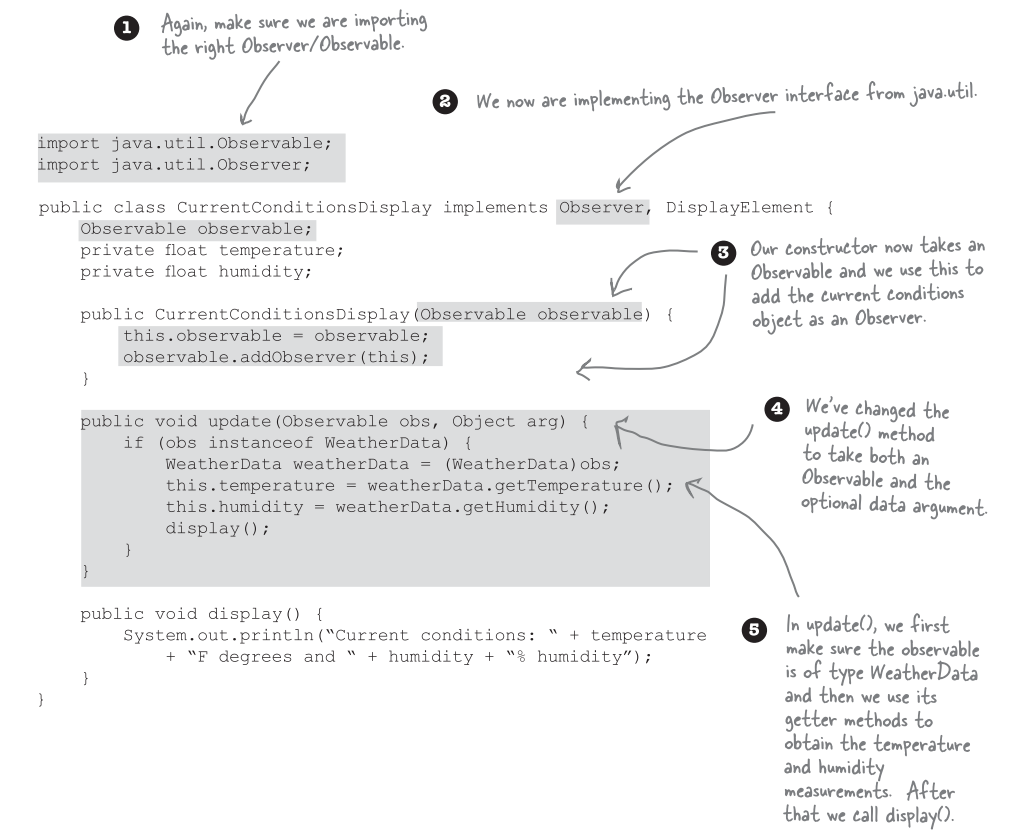 1 Again, make sure we are importing
the right Observer/Observable.
2 We now are implementing the Observer interface from java.util.
import java.util.Observable;
import java.util.Observer;
public class CurrentConditionsDisplay implements Observer, DisplayElement {
Observable observable;
private float temperature;
private float humidity;
3 Our constructor now takes an
Observable and we use this to
add the current conditions
object as an Observer.
public CurrentConditionsDisplay(Observable observable) {
this.observable = observable;
observable.addObserver(this);
}
4 We've changed the
update() method
to take both an
Observable and the
optional data argument.
public void update(Observable obs, Object arg) {
if (obs instanceof WeatherData) {
WeatherData weatherData = (WeatherData)obs;
this.temperature = weatherData.getTemperature();
this.humidity = weatherData.getHumidity();
display();
}
}
5 In update(), we first
make sure the observable
is of type WeatherData
and then we use its
getter methods to
obtain the temperature
and humidity
measurements. After
that we call display().
public void display() {
System.out.println(“Current conditions: “ + temperature
+ “F degrees and “ + humidity + “% humidity”);
}
}